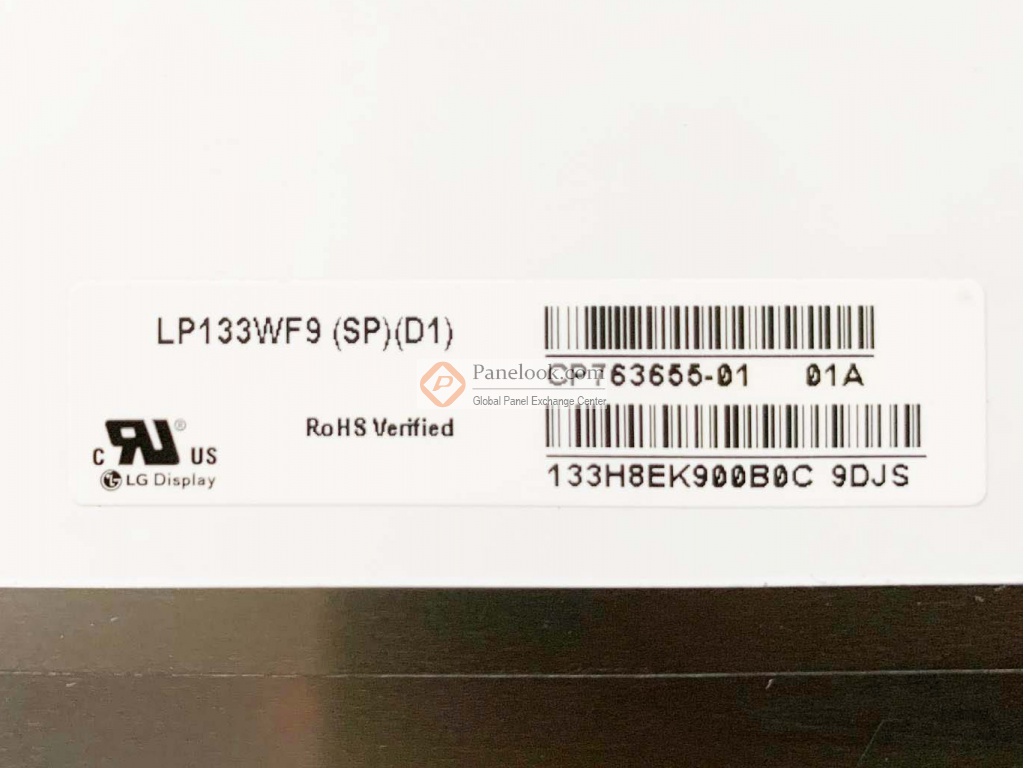 LP133WF9 (SP)(D1)
CP763655-01 01A
Panelook.com
Global Panel Exchange Center
RoHS Verified
133H8EK900B0C 9DJS
C RU ® US
LG Display